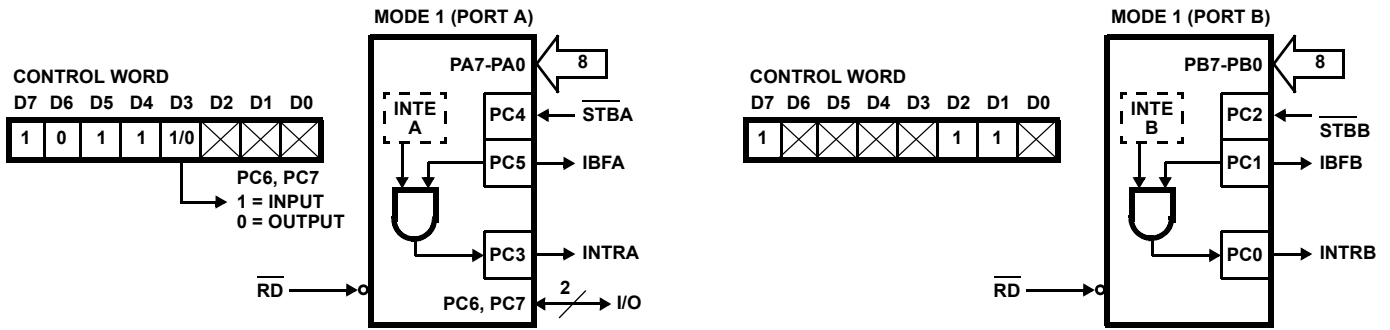 MODE 1 (PORT A)
PA7-PA0
8
CONTROL WORD
D7 D6 D5 D4 D3 D2 D1 D0
1 0 1 1 1/0
PC6, PC7
1 = INPUT
0 = OUTPUT
INTE
A
PC4
STBA
PC5
IBFA
PC3
INTRA
RD
PC6, PC7
2
I/O
MODE 1 (PORT B)
PB7-PB0
8
CONTROL WORD
D7 D6 D5 D4 D3 D2 D1 D0
1 1 1
INTE
B
PC2
STBB
PC1
IBFB
PC0
INTRB
RD